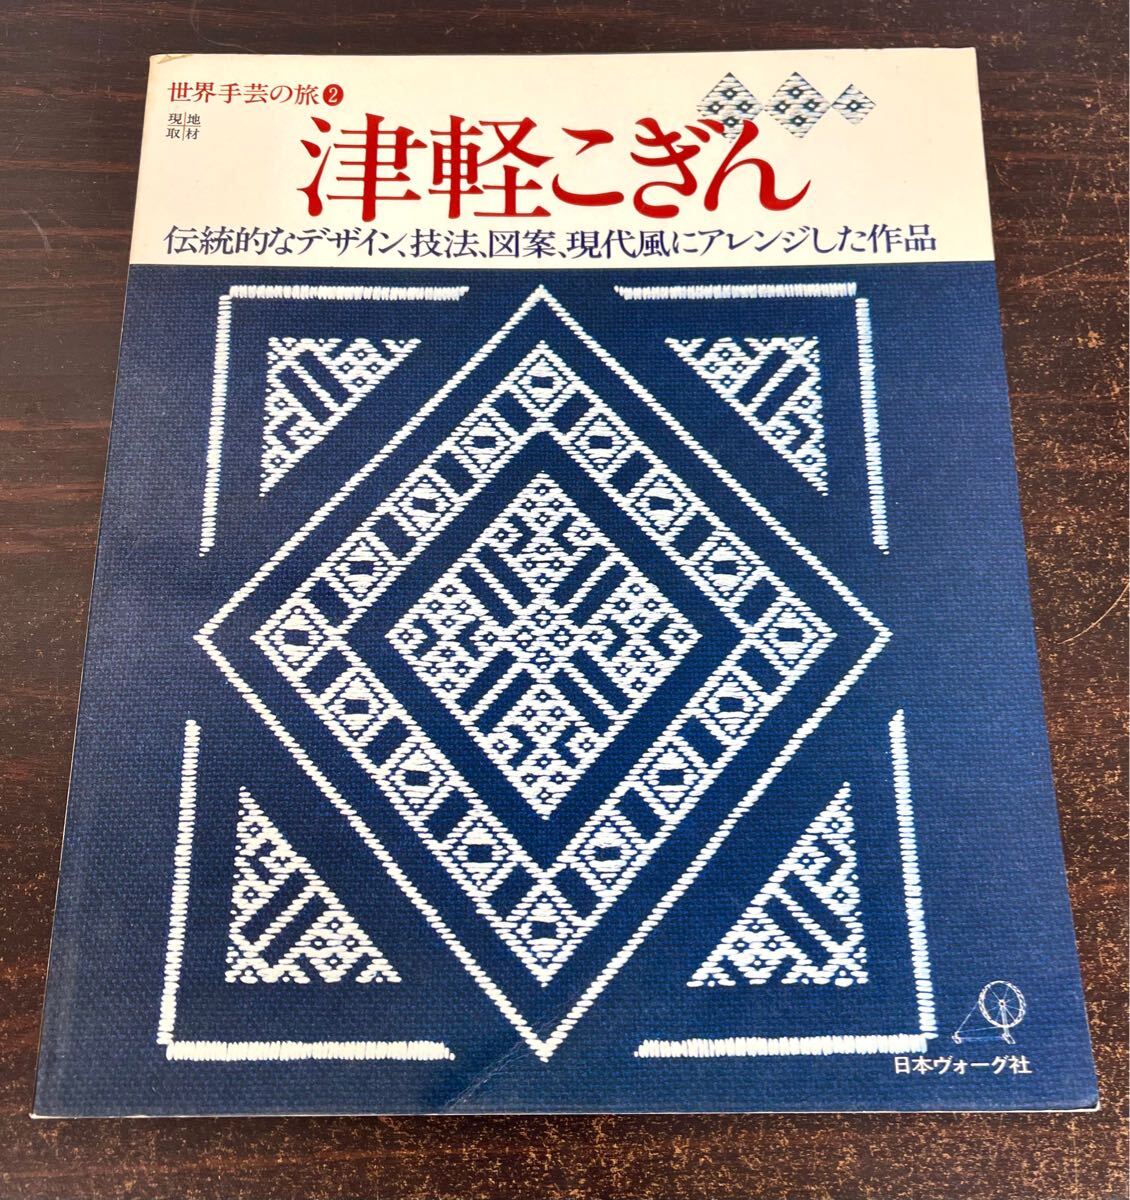 世界手芸の旅❷
現地
取材
津軽こぎん
伝統的なデザイン、技法、図案、現代風にアレンジした作品
日本ヴォーグ社